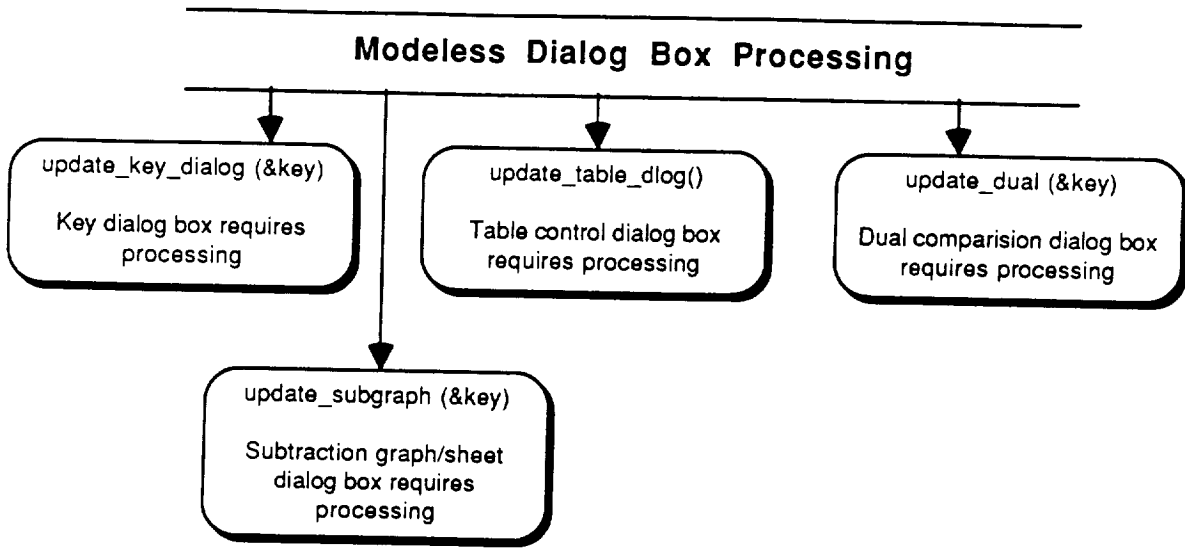 Modeless Dialog Box Processing
update_key_dialog (&key)
Key dialog box requires
processing
update_table_dlog()
Table control dialog box
requires processing
update_dual (&key)
Dual comparision dialog box
requires processing
update_subgraph (&key)
Subtraction graph/sheet
dialog box requires
processing